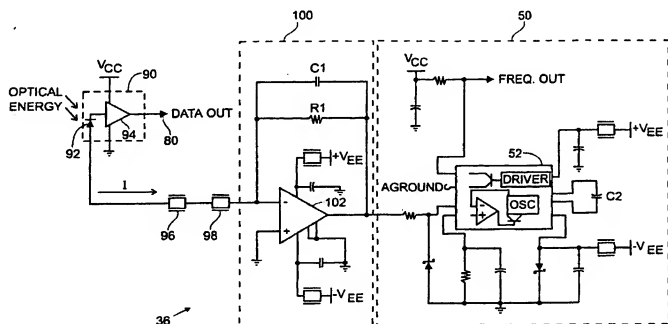 100
50
VCC
90
OPTICAL
ENERGY
92
94
DATA OUT
80
I
96
98
36
C1
R1
+VEE
102
-
+
-VEE
VCC
FREQ. OUT
52
DRIVER
+VEE
AGROUND
-
+
OSC
C2
-VEE